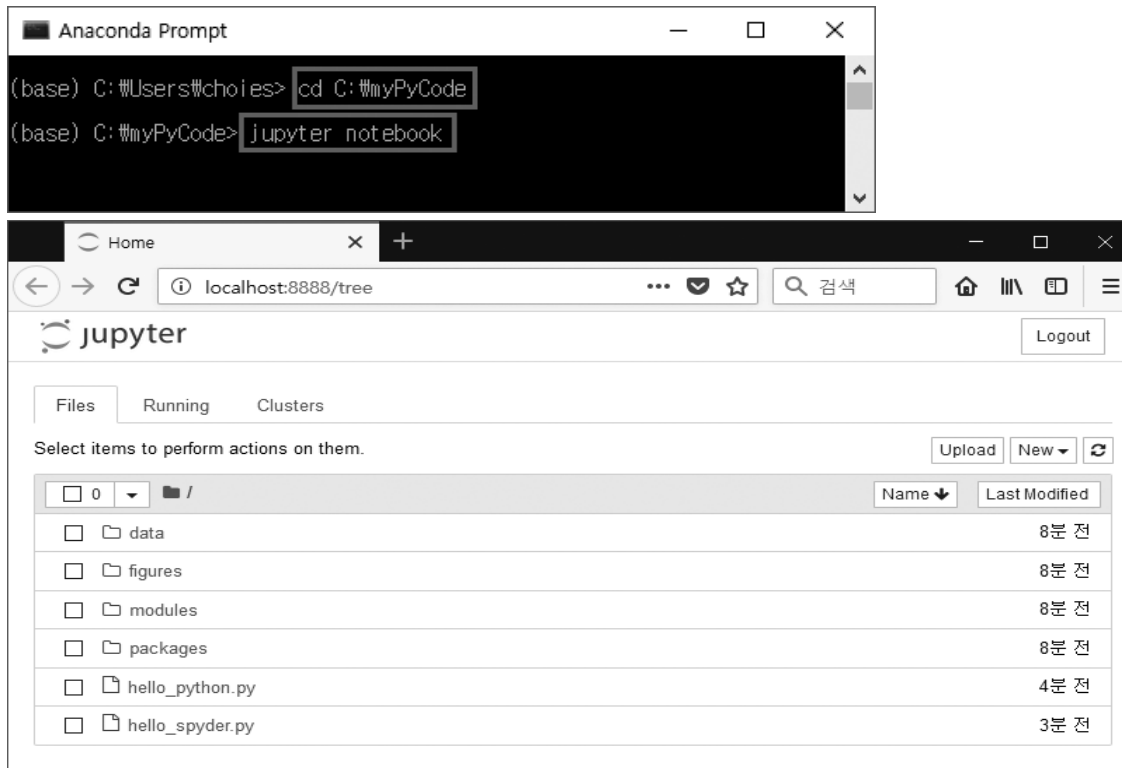 Anaconda Prompt
(base) C:₩Users₩choies> cd C:₩myPyCode
(base) C:₩myPyCode> jupyter notebook
Home
localhost:8888/tree
검색
jupyter
Logout
Files Running Clusters
Select items to perform actions on them.
Upload New
0 / Name Last Modified
data 8분 전
figures 8분 전
modules 8분 전
packages 8분 전
hello_python.py 4분 전
hello_spyder.py 3분 전